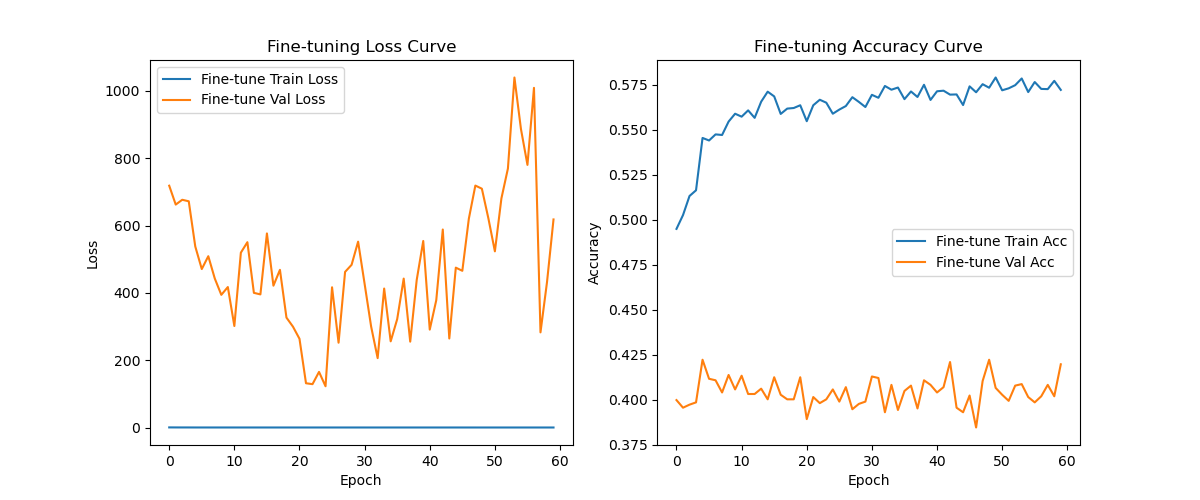 Fine-tuning Loss Curve
Fine-tune Train Loss
Fine-tune Val Loss
1000
800
600
400
200
0
Loss
0 10 20 30 40 50 60
Epoch
Fine-tuning Accuracy Curve
0.575
0.550
0.525
0.500
0.475
0.450
0.425
0.400
0.375
Accuracy
Fine-tune Train Acc
Fine-tune Val Acc
0 10 20 30 40 50 60
Epoch